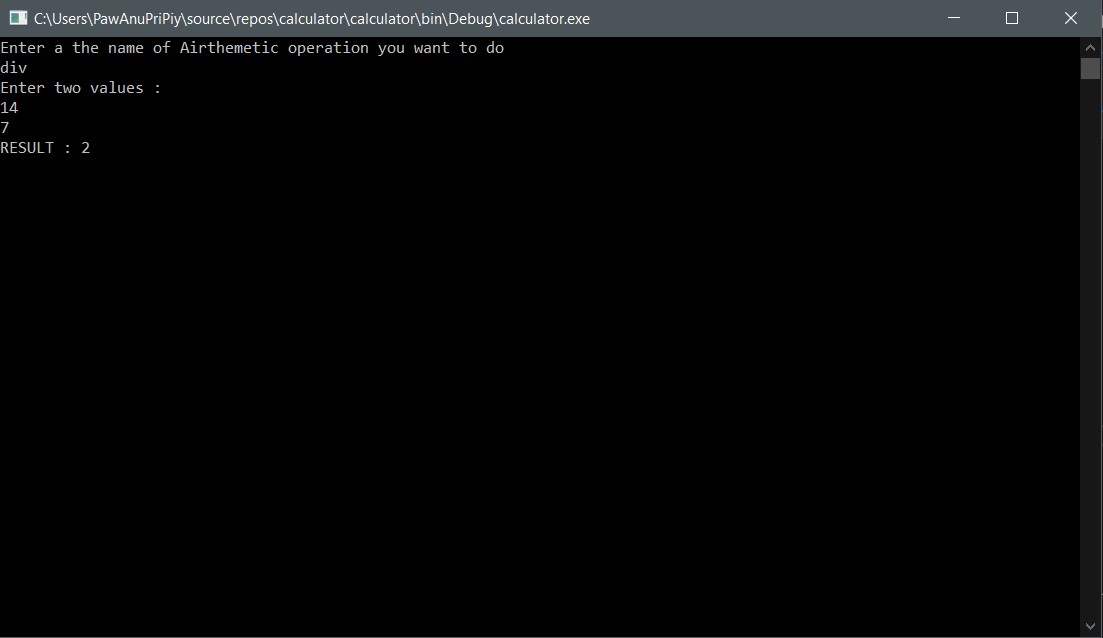 C:\Users\PawAnuPriPiy\source\repos\calculator\calculator\bin\Debug\calculator.exe
Enter a the name of Airthemetic operation you want to do
div
Enter two values :
14
7
RESULT : 2